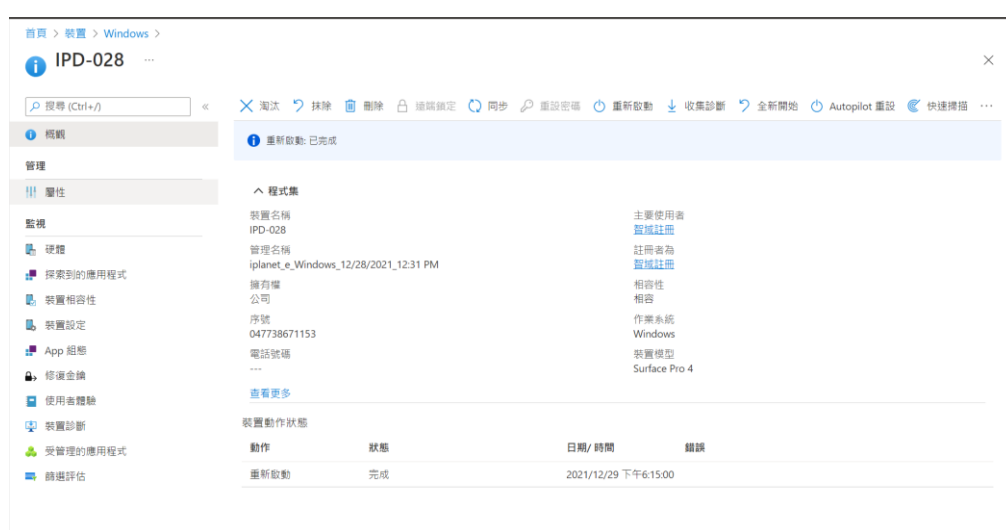 首頁 > 裝置 > Windows >
IPD-028 ...
搜尋 (Ctrl+/)
淘汰 抹除 刪除 遠端鎖定 同步 重設密碼 重新啟動 收集診斷 全新開始 Autopilot 重設 快速掃描 ...
概觀
重新啟動: 已完成
管理
屬性
監視
硬體
探索到的應用程式
裝置相容性
裝置設定
App 組態
修復金鑰
使用者體驗
裝置診斷
受管理的應用程式
篩選評估
程式集
裝置名稱
IPD-028
管理名稱
iplanet_e_Windows_12/28/2021_12:31 PM
擁有權
公司
序號
047738671153
電話號碼
---
主要使用者
智域註冊
註冊者為
智域註冊
相容性
相容
作業系統
Windows
裝置模型
Surface Pro 4
查看更多
裝置動作狀態
動作 狀態 日期/時間 錯誤
重新啟動 完成 2021/12/29 下午6:15:00